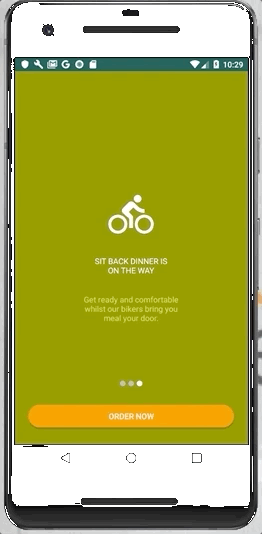 10:29
SIT BACK DINNER IS
ON THE WAY
Get ready and comfortable
whilst our bikers bring you
meal your door.
ORDER NOW